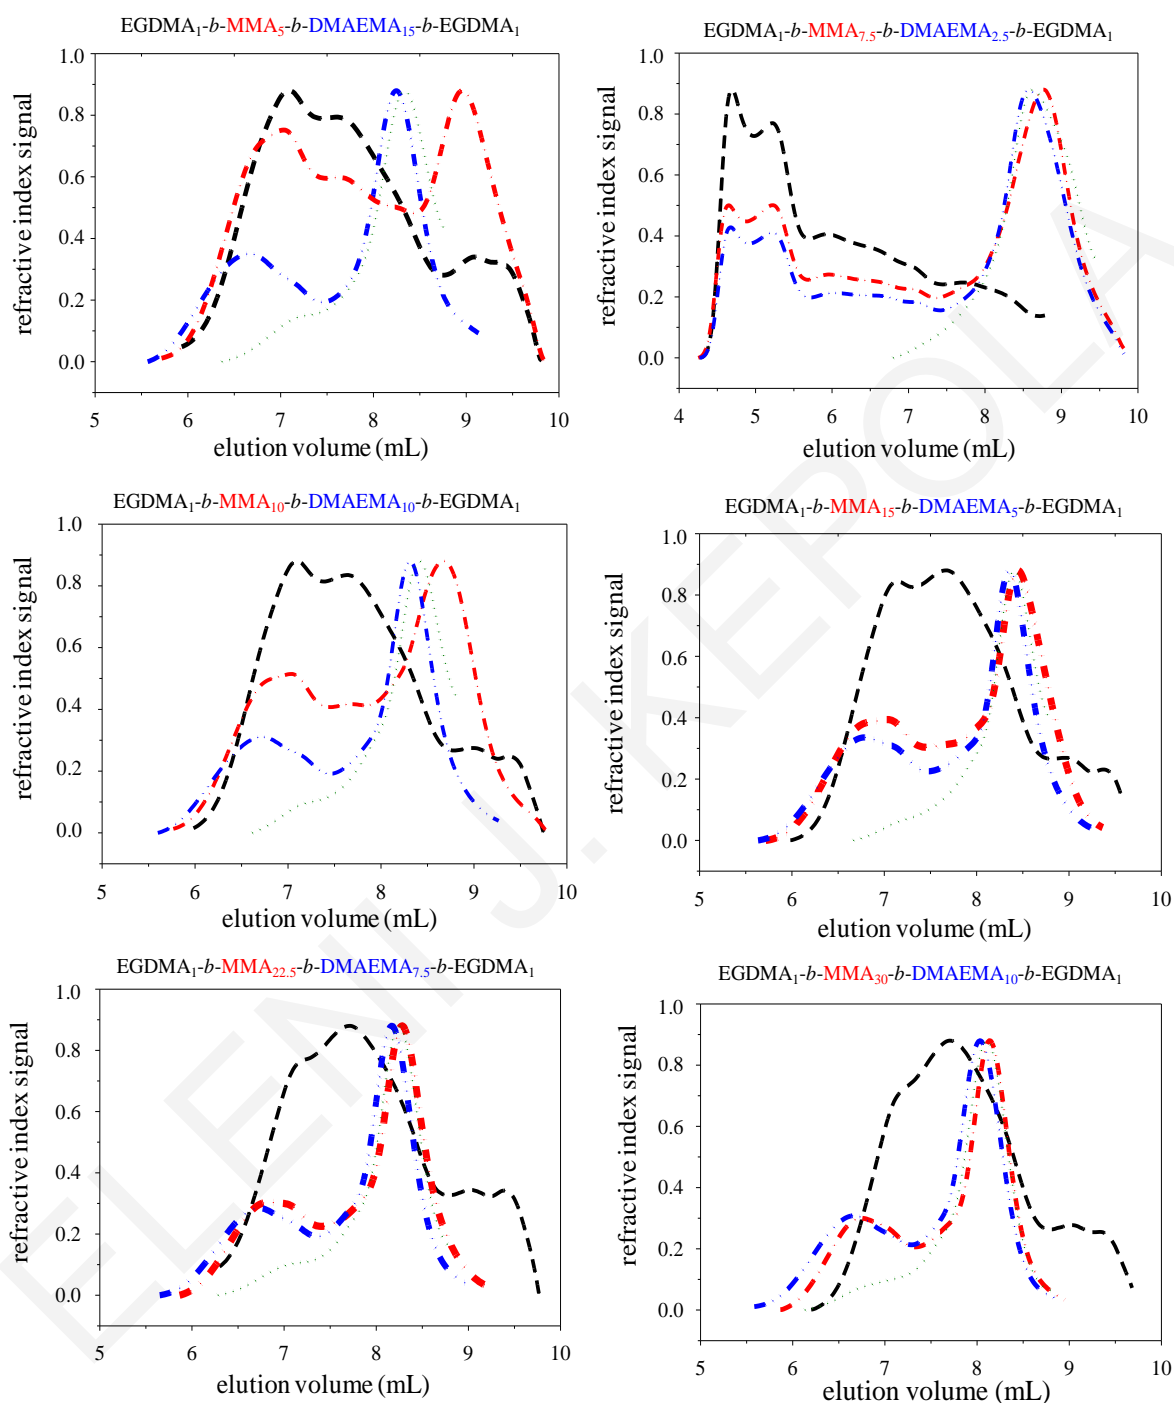 EGDMA₁-b-MMA₅-b-DMAEMA₁₅-b-EGDMA₁
1.0
0.8
0.6
0.4
0.2
0.0
refractive index signal
5 6 7 8 9 10
elution volume (mL)
EGDMA₁-b-MMA₇.₅-b-DMAEMA₂.₅-b-EGDMA₁
1.0
0.8
0.6
0.4
0.2
0.0
refractive index signal
4 5 6 7 8 9 10
elution volume (mL)
EGDMA₁-b-MMA₁₀-b-DMAEMA₁₀-b-EGDMA₁
1.0
0.8
0.6
0.4
0.2
0.0
refractive index signal
5 6 7 8 9 10
elution volume (mL)
EGDMA₁-b-MMA₁₅-b-DMAEMA₅-b-EGDMA₁
1.0
0.8
0.6
0.4
0.2
0.0
refractive index signal
5 6 7 8 9 10
elution volume (mL)
EGDMA₁-b-MMA₂₂.₅-b-DMAEMA₇.₅-b-EGDMA₁
1.0
0.8
0.6
0.4
0.2
0.0
refractive index signal
5 6 7 8 9 10
elution volume (mL)
EGDMA₁-b-MMA₃₀-b-DMAEMA₁₀-b-EGDMA₁
1.0
0.8
0.6
0.4
0.2
0.0
refractive index signal
5 6 7 8 9 10
elution volume (mL)
ELENI J. KEPOLA